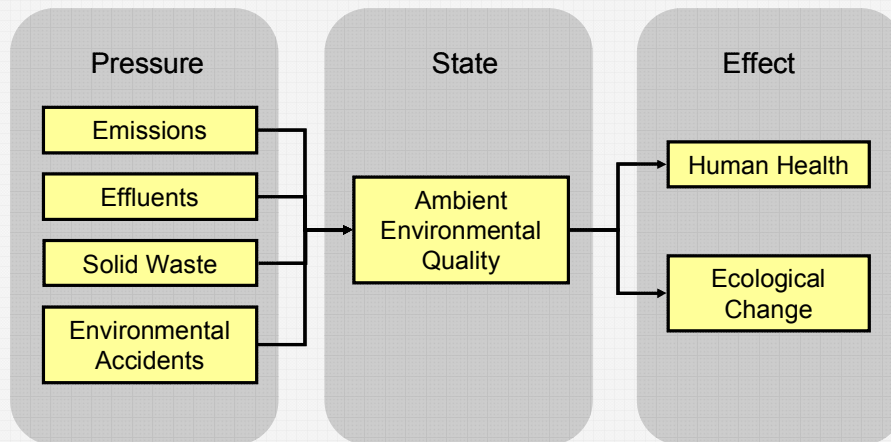 Pressure
Emissions
Effluents
Solid Waste
Environmental
Accidents
State
Ambient
Environmental
Quality
Effect
Human Health
Ecological
Change